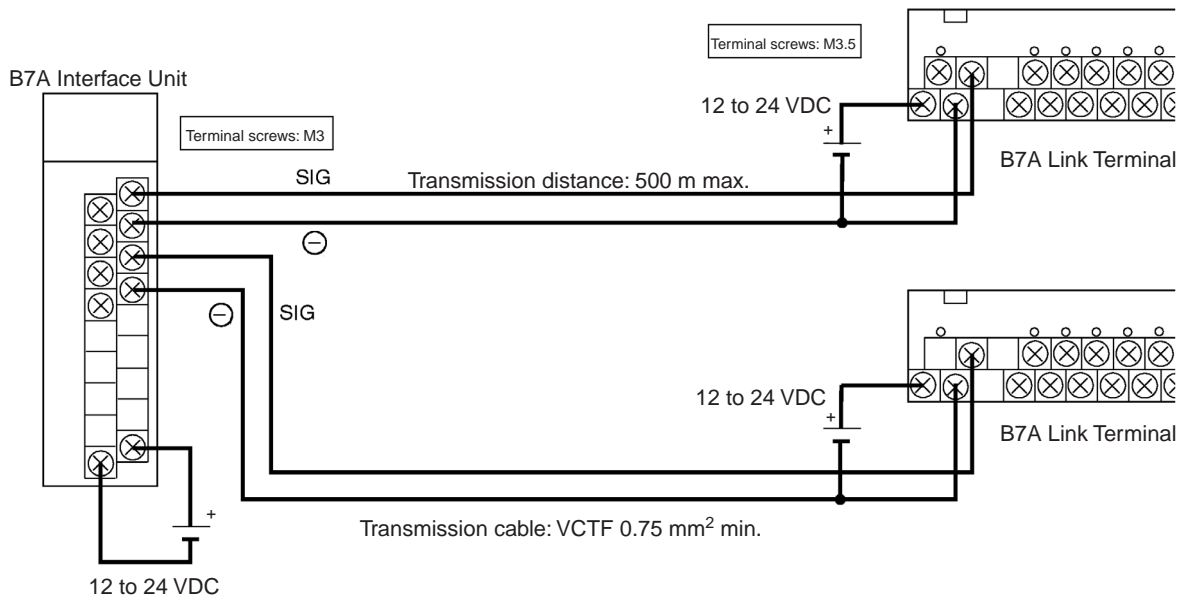 Terminal screws: M3.5
B7A Interface Unit
12 to 24 VDC
+
Terminal screws: M3
B7A Link Terminal
SIG
Transmission distance: 500 m max.
⊖
⊖
SIG
12 to 24 VDC
+
B7A Link Terminal
+
Transmission cable: VCTF 0.75 mm² min.
12 to 24 VDC